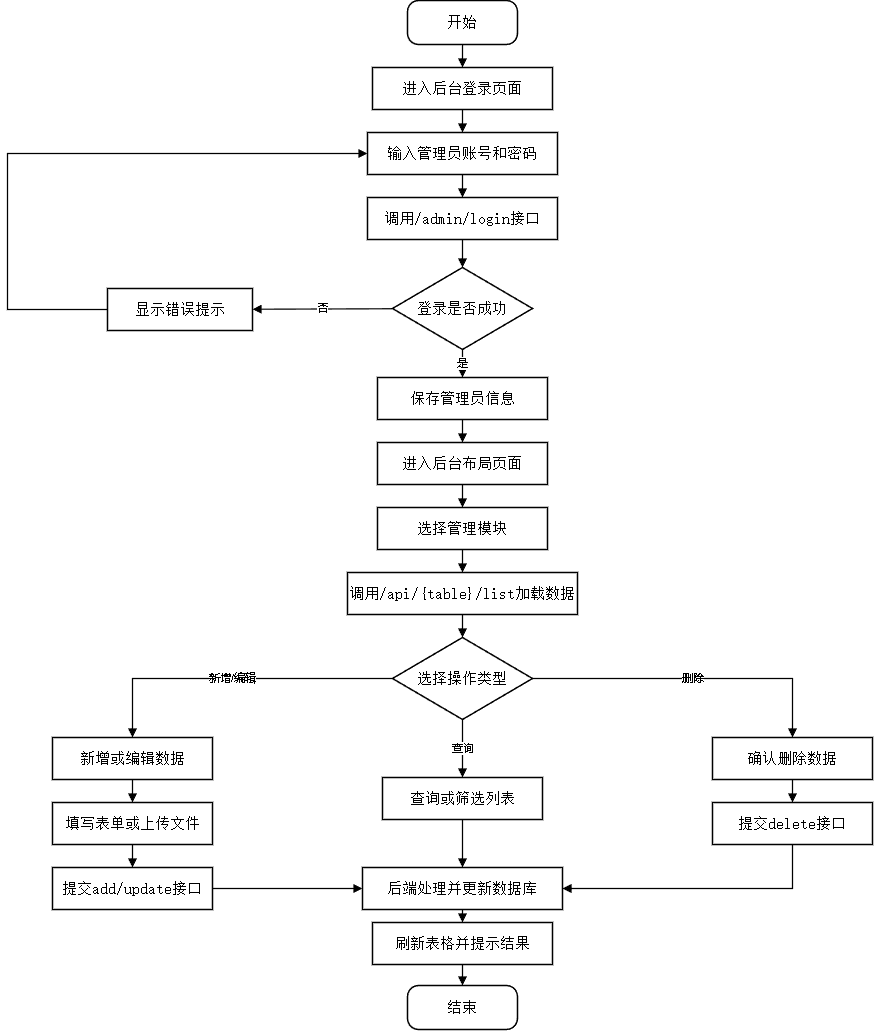 开始
进入后台登录页面
输入管理员账号和密码
调用/admin/login接口
登录是否成功
否
显示错误提示
是
保存管理员信息
进入后台布局页面
选择管理模块
调用/api/{table}/list加载数据
选择操作类型
新增/编辑
删除
查询
新增或编辑数据
确认删除数据
查询或筛选列表
填写表单或上传文件
提交delete接口
提交add/update接口
后端处理并更新数据库
刷新表格并提示结果
结束